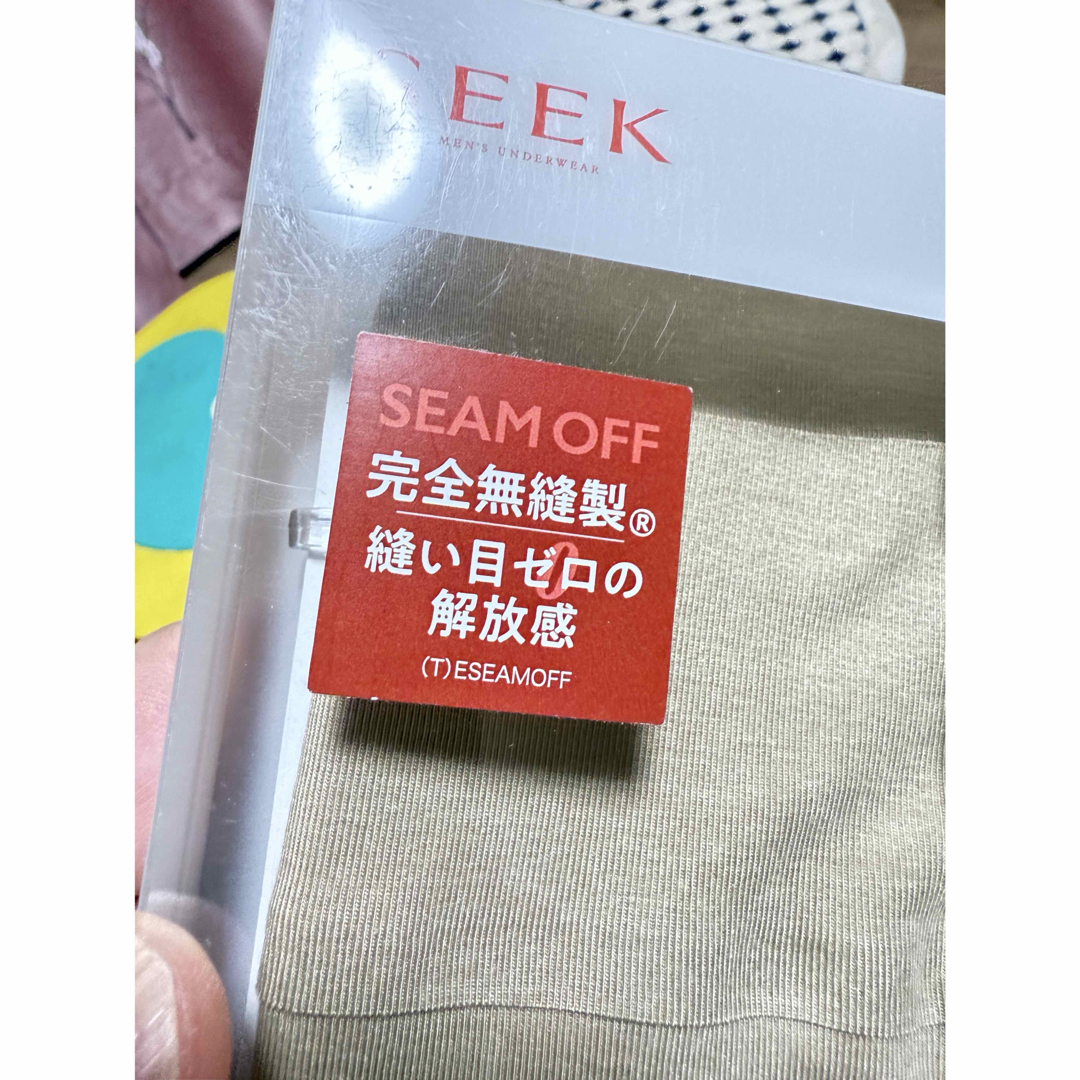 SEEK
MEN'S UNDERWEAR
SEAM OFF
完全無縫製®
縫い目ゼロの
解放感
(T)ESEAMOFF